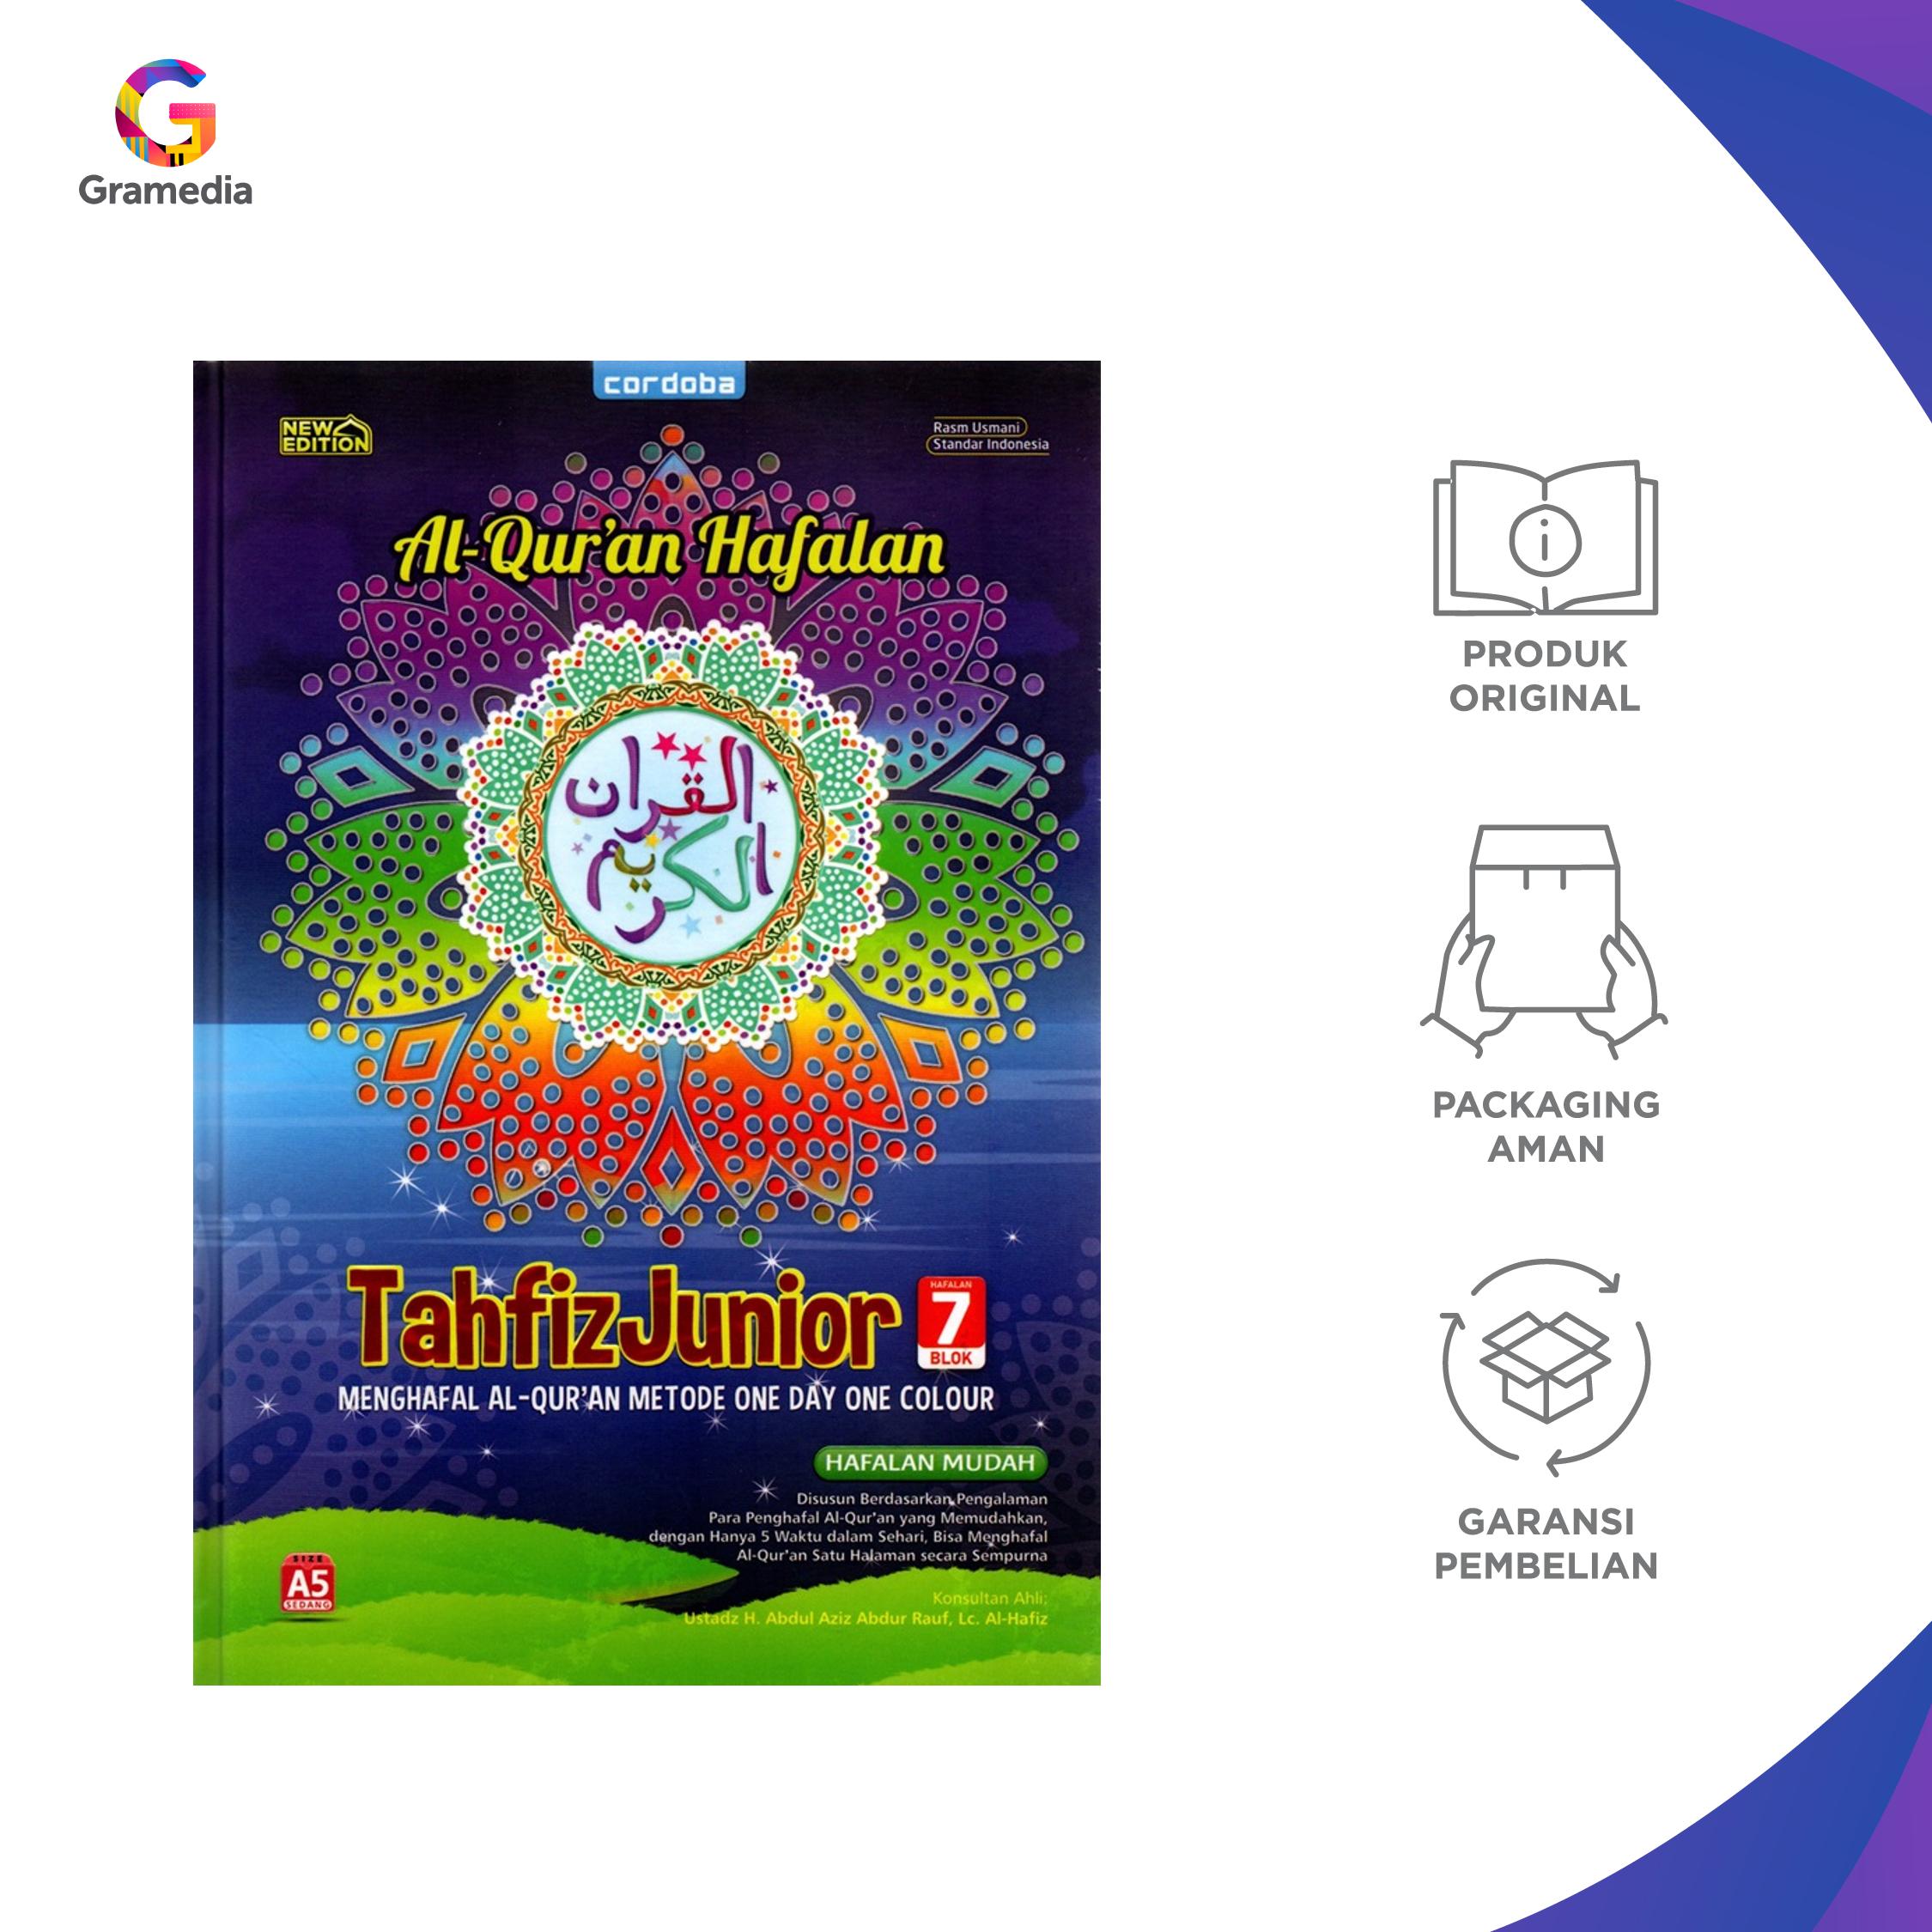 Gramedia
cordoba
NEW
EDITION
Rasm Usmani
Standar Indonesia
Al-Qur'an Hafalan
القران
الكريم
TahfizJunior
HAFALAN
7
BLOK
MENGHAFAL AL-QUR'AN METODE ONE DAY ONE COLOUR
HAFALAN MUDAH
Disusun Berdasarkan Pengalaman
Para Penghafal Al-Qur'an yang Memudahkan,
dengan Hanya 5 Waktu dalam Sehari, Bisa Menghafal
Al-Qur'an Satu Halaman secara Sempurna
SIZE
A5
SEDANG
Konsultan Ahli;
Ustadz H. Abdul Aziz Abdur Rauf, Lc. Al-Hafiz
PRODUK
ORIGINAL
PACKAGING
AMAN
GARANSI
PEMBELIAN